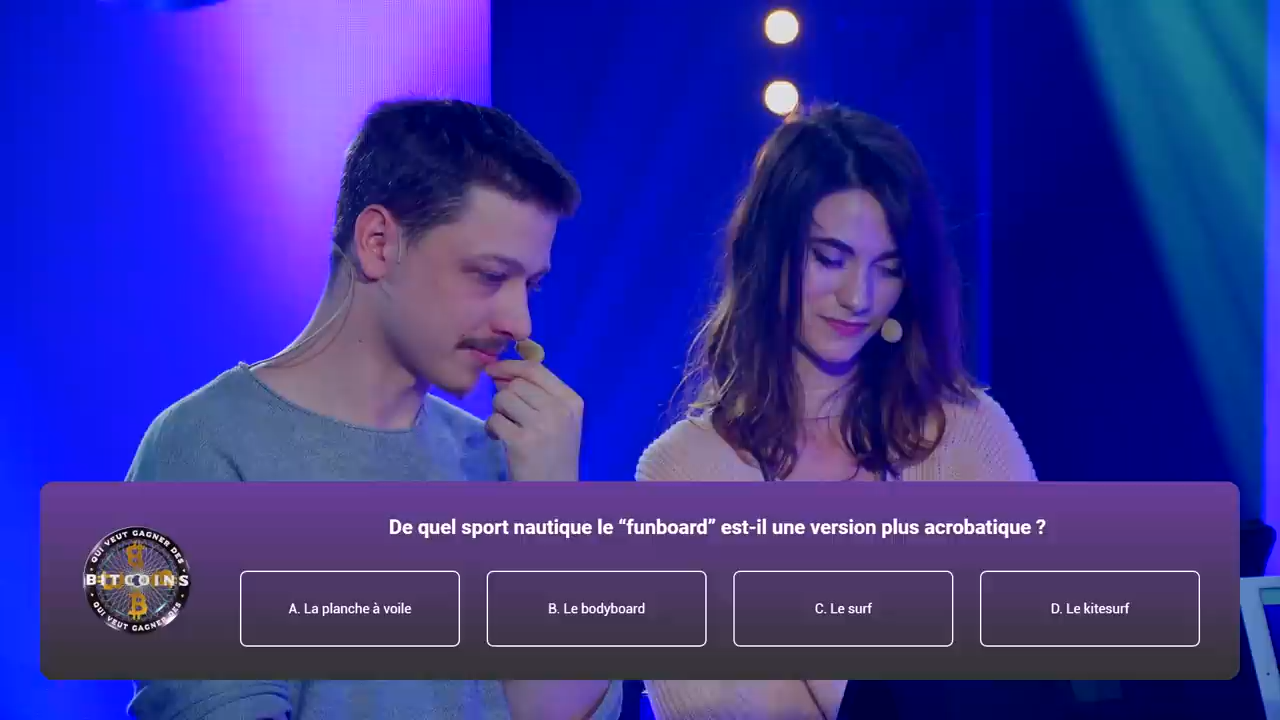 De quel sport nautique le “funboard” est-il une version plus acrobatique ?
QUI VEUT GAGNER DES
BITCOINS
QUI VEUT GAGNER DES
A. La planche à voile
B. Le bodyboard
C. Le surf
D. Le kitesurf